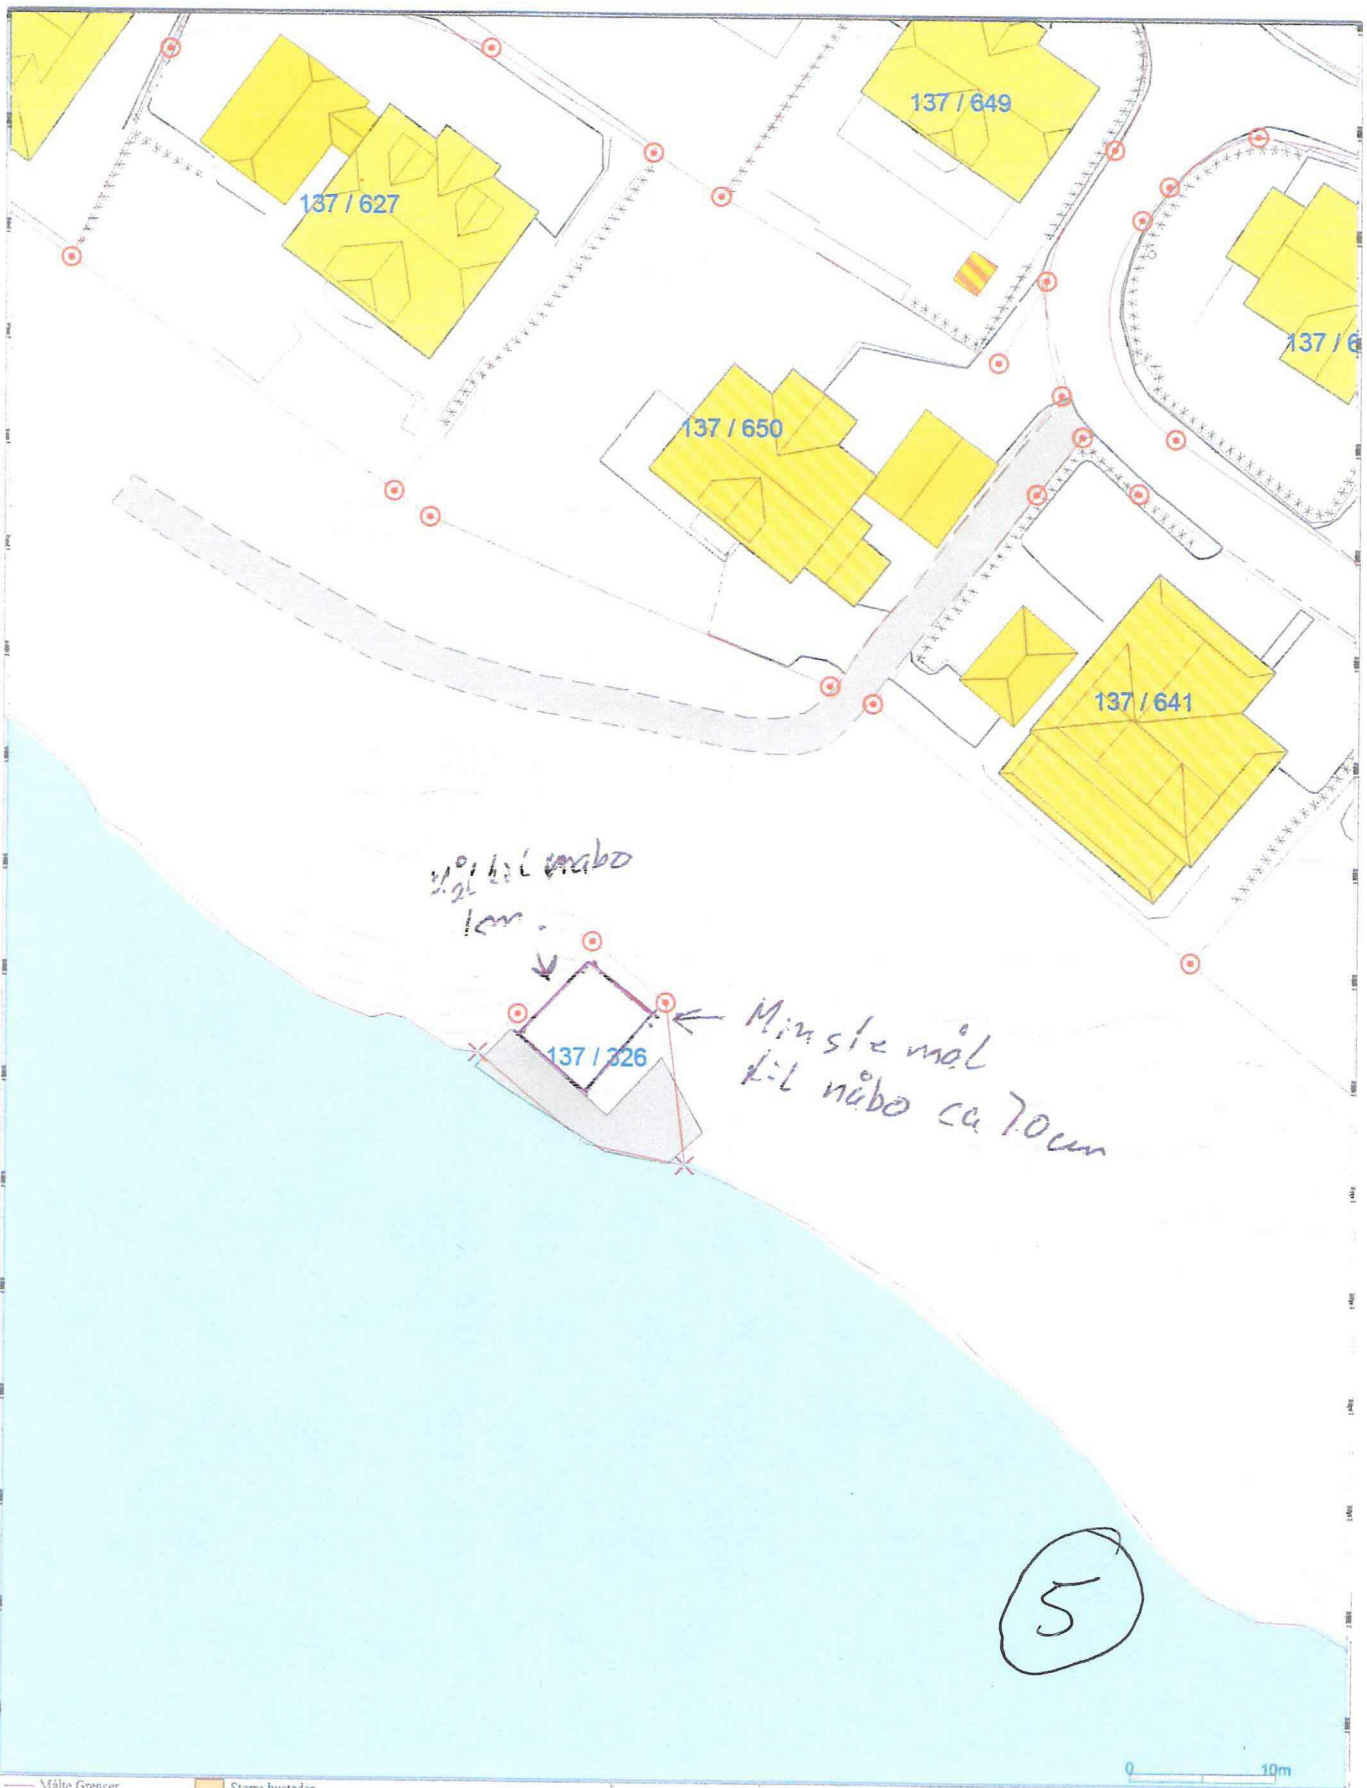 137 / 649
137 / 627
137 / 6
137 / 650
137 / 641
Mål til nabo
1m.
137 / 326
Minste mål
til nabo ca 70cm
5
0 10m
Målte Grenser